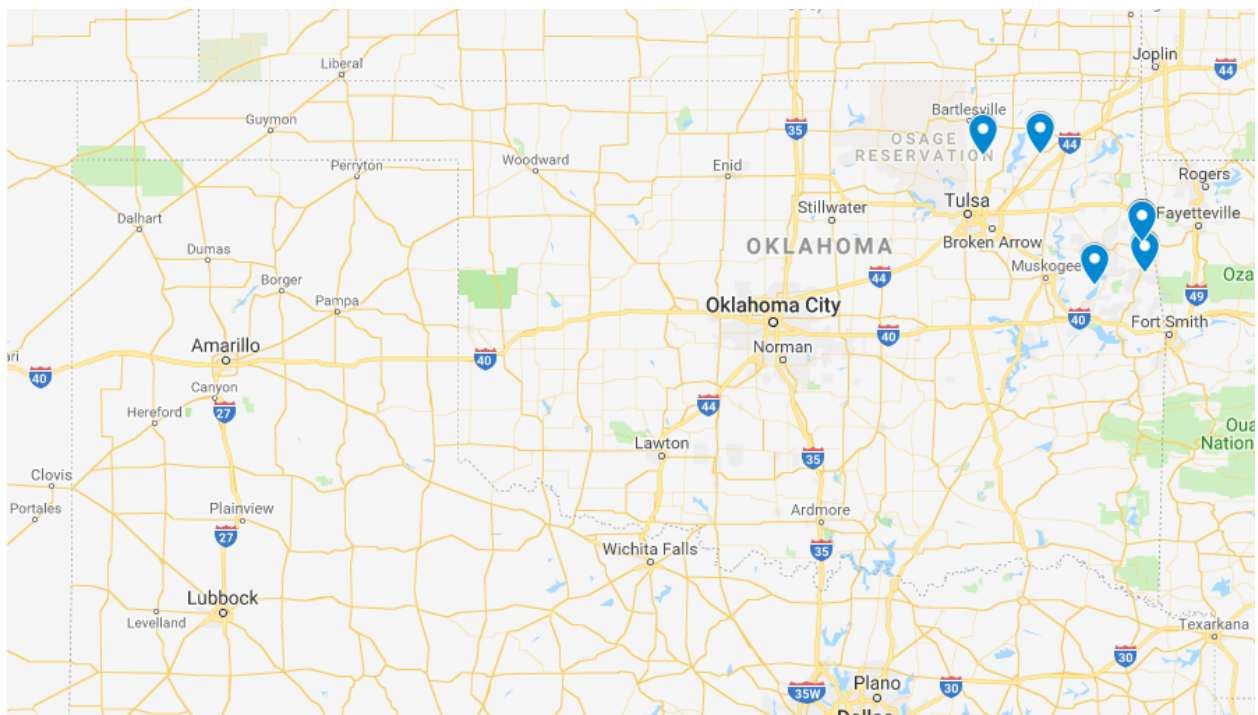 Joplin
44
Liberal
Guymon
Bartlesville
35
OSAGE
RESERVATION
44
Perryton
Woodward
Enid
Rogers
Stillwater
Tulsa
Dalhart
Fayetteville
Dumas
OKLAHOMA
Broken Arrow
Muskogee
44
Borger
Pampa
Oza
49
Oklahoma City
40
Fort Smith
Amarillo
40
40
Norman
ari
40
Canyon
27
Hereford
44
Oua
Nation
Lawton
35
Clovis
Portales
Plainview
Ardmore
27
Wichita Falls
35
Lubbock
Levelland
Texarkana
30
35W
Plano
30
Dallas